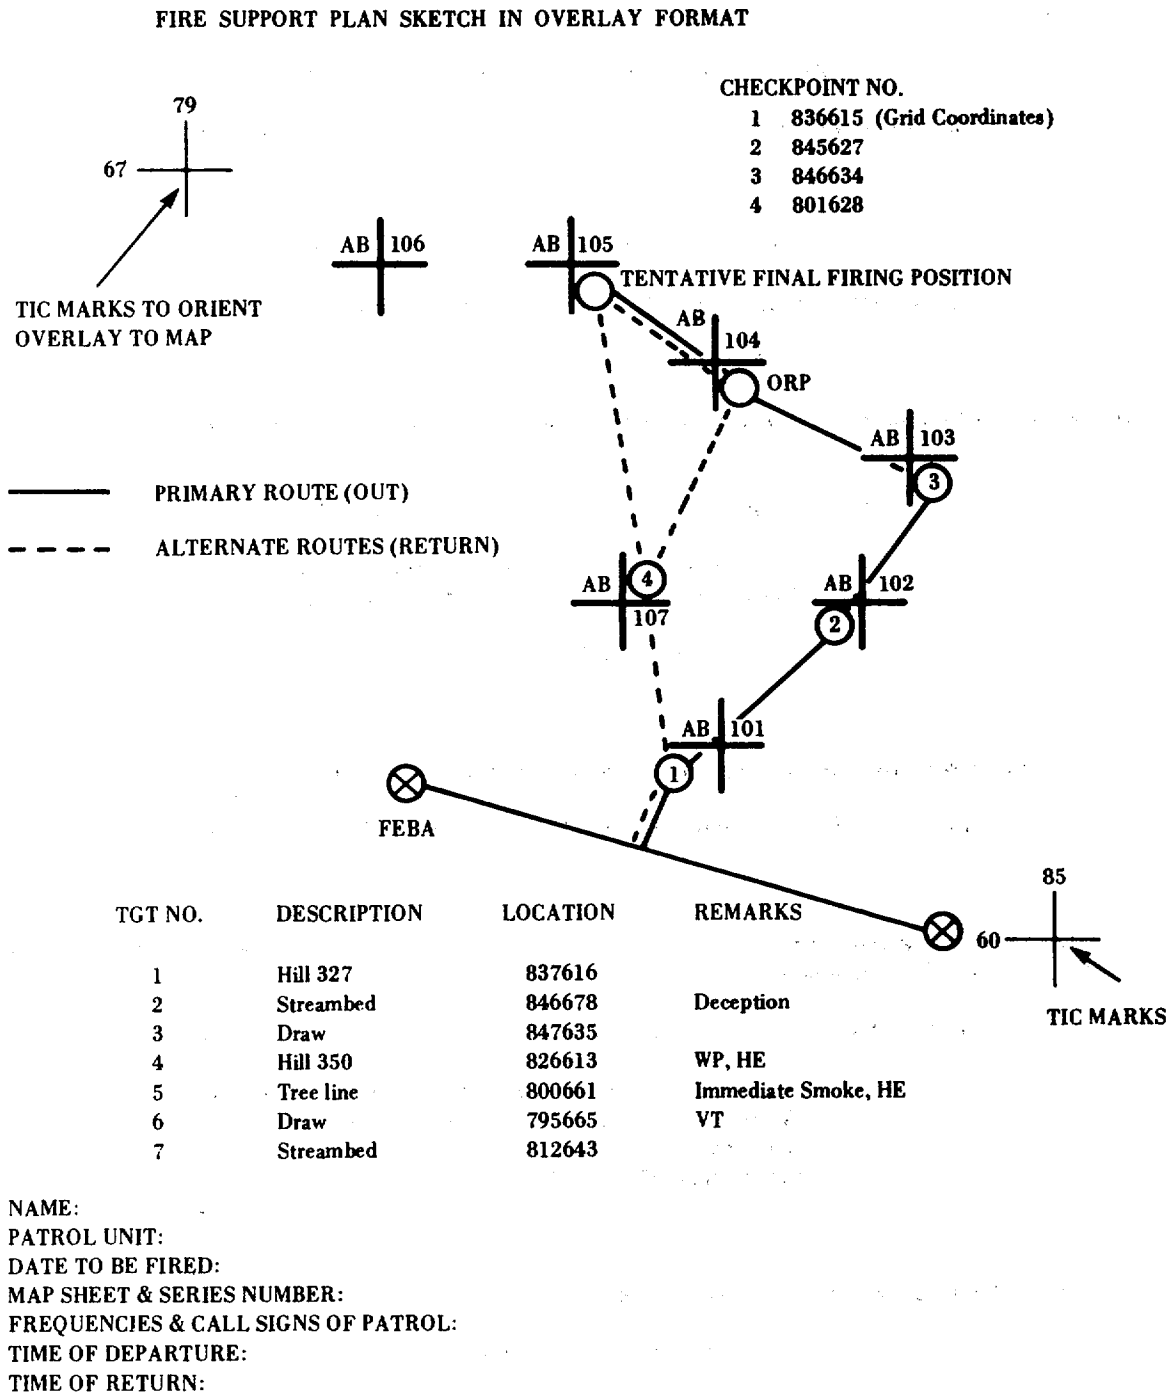 FIRE SUPPORT PLAN SKETCH IN OVERLAY FORMAT
CHECKPOINT NO.
1 836615 (Grid Coordinates)
2 845627
3 846634
4 801628
79
67
TIC MARKS TO ORIENT
OVERLAY TO MAP
AB 106
AB 105
TENTATIVE FINAL FIRING POSITION
AB 104
ORP
AB 103
3
PRIMARY ROUTE (OUT)
ALTERNATE ROUTES (RETURN)
AB 4
107
AB 102
2
AB 101
1
FEBA
85
60
TIC MARKS
TGT NO. DESCRIPTION LOCATION REMARKS
1 Hill 327 837616
2 Streambed 846678 Deception
3 Draw 847635
4 Hill 350 826613 WP, HE
5 Tree line 800661 Immediate Smoke, HE
6 Draw 795665 VT
7 Streambed 812643
NAME:
PATROL UNIT:
DATE TO BE FIRED:
MAP SHEET & SERIES NUMBER:
FREQUENCIES & CALL SIGNS OF PATROL:
TIME OF DEPARTURE:
TIME OF RETURN: